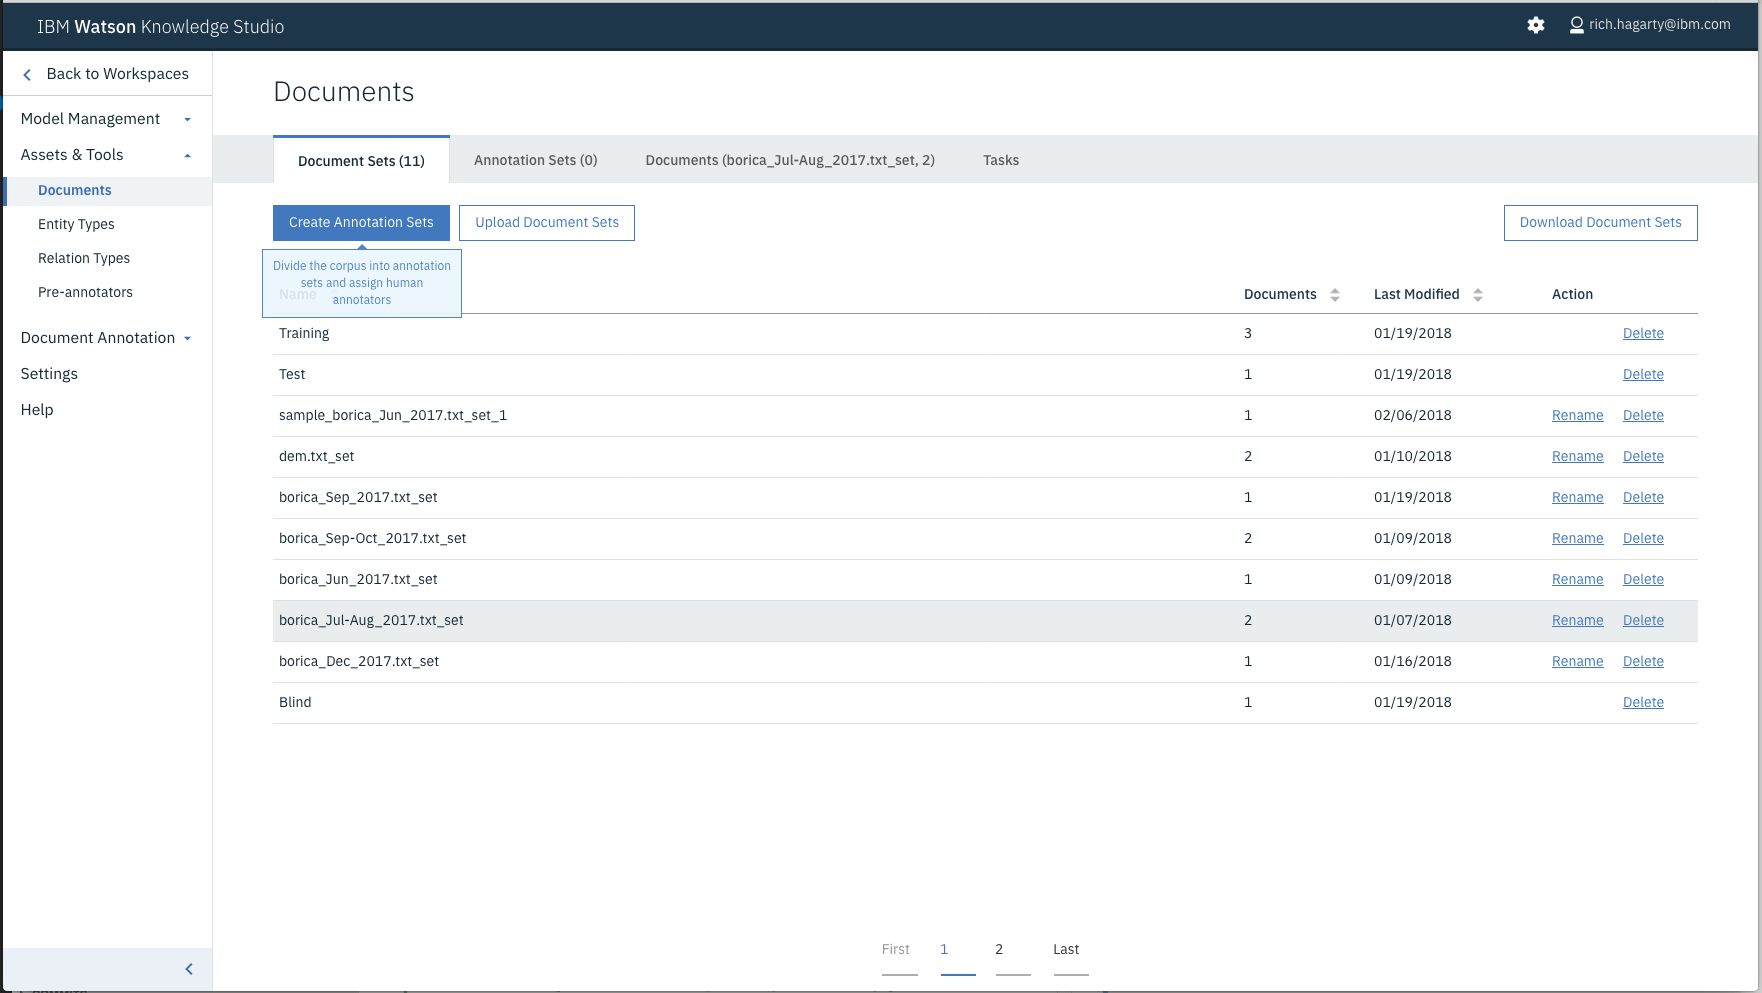 IBM Watson Knowledge Studio
rich.hagarty@ibm.com
Back to Workspaces
Model Management
Assets & Tools
Documents
Entity Types
Relation Types
Pre-annotators
Document Annotation
Settings
Help
Documents
Document Sets (11) Annotation Sets (0) Documents (borica_Jul-Aug_2017.txt_set, 2) Tasks
Create Annotation Sets Upload Document Sets Download Document Sets
Divide the corpus into annotation
sets and assign human
annotators
Name Documents Last Modified Action
Training 3 01/19/2018 Delete
Test 1 01/19/2018 Delete
sample_borica_Jun_2017.txt_set_1 1 02/06/2018 Rename Delete
dem.txt_set 2 01/10/2018 Rename Delete
borica_Sep_2017.txt_set 1 01/19/2018 Rename Delete
borica_Sep-Oct_2017.txt_set 2 01/09/2018 Rename Delete
borica_Jun_2017.txt_set 1 01/09/2018 Rename Delete
borica_Jul-Aug_2017.txt_set 2 01/07/2018 Rename Delete
borica_Dec_2017.txt_set 1 01/16/2018 Rename Delete
Blind 1 01/19/2018 Delete
First 1 2 Last